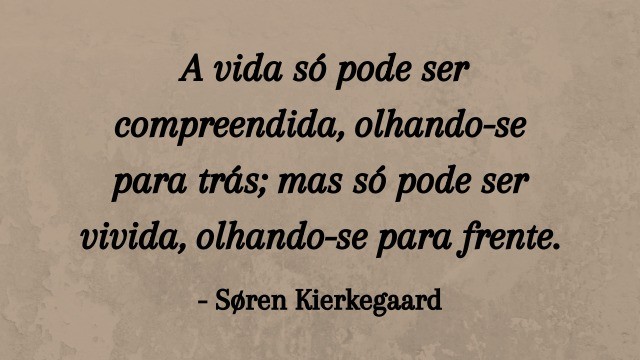 A vida só pode ser
compreendida, olhando-se
para trás; mas só pode ser
vivida, olhando-se para frente.
- Søren Kierkegaard